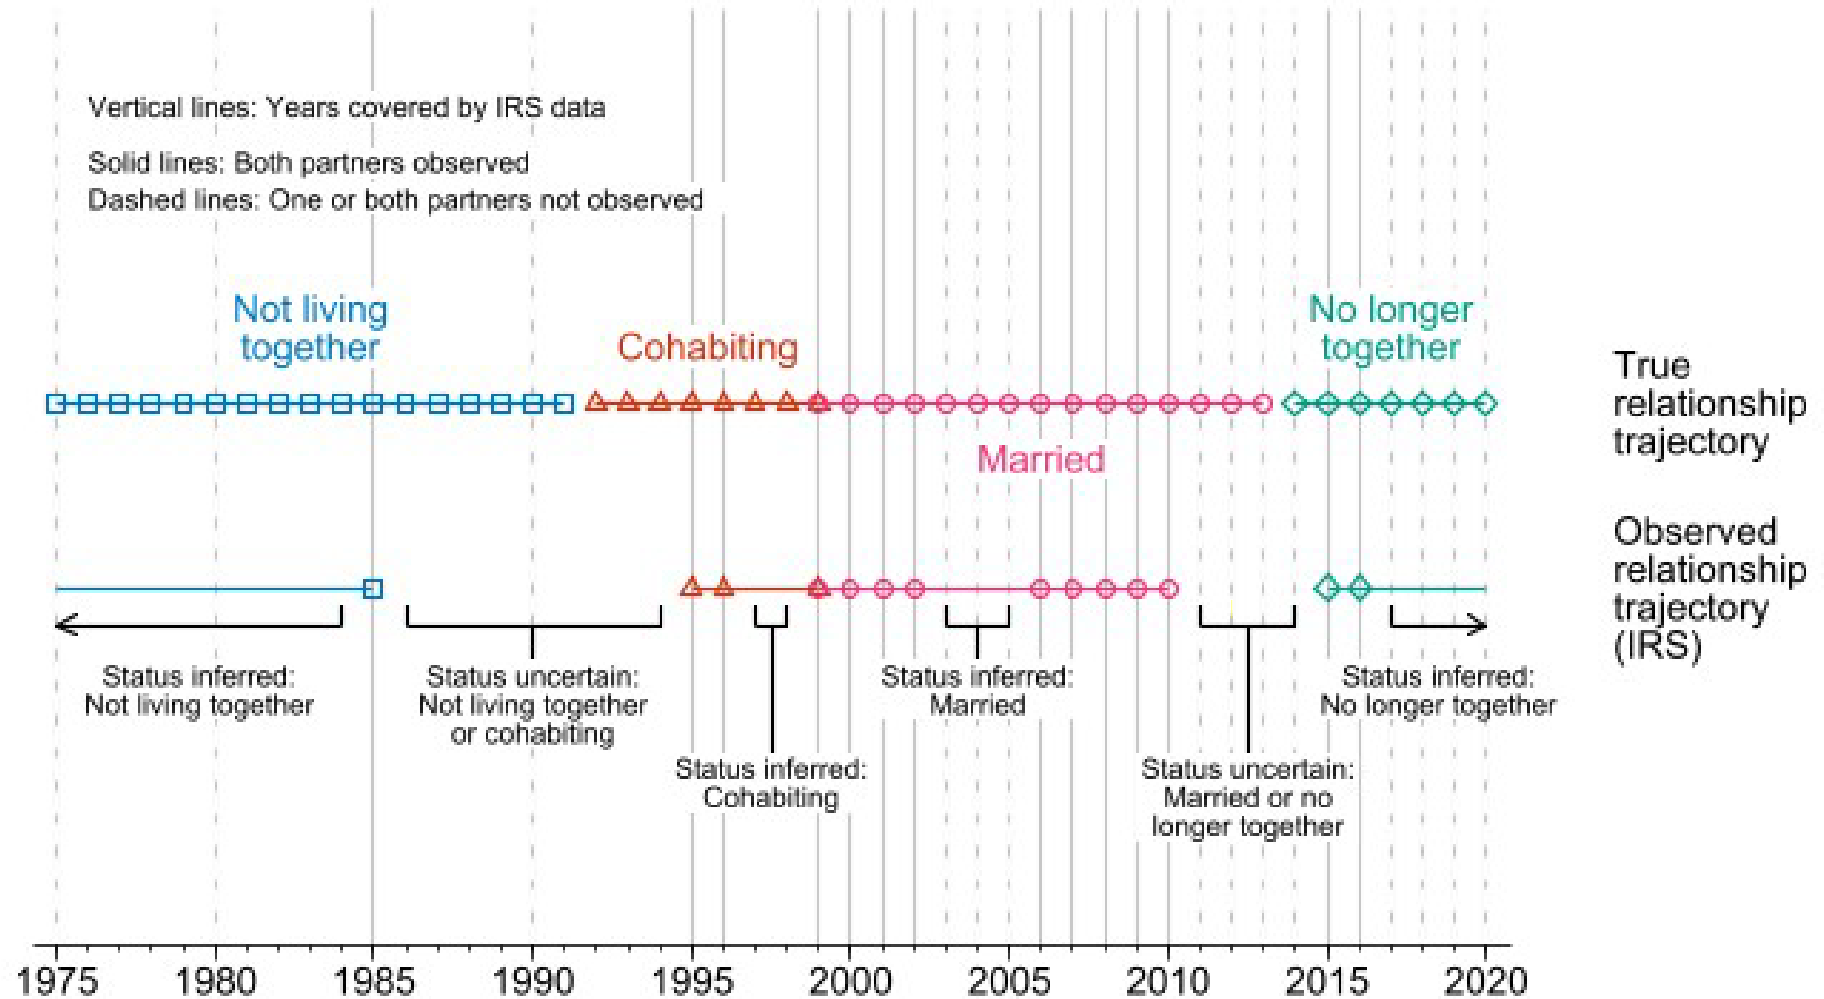 Vertical lines: Years covered by IRS data
Solid lines: Both partners observed
Dashed lines: One or both partners not observed
Not living
together
Cohabiting
No longer
together
Married
True
relationship
trajectory
Observed
relationship
trajectory
(IRS)
Status inferred:
Not living together
Status uncertain:
Not living together
or cohabiting
Status inferred:
Cohabiting
Status inferred:
Married
Status uncertain:
Married or no
longer together
Status inferred:
No longer together
1975 1980 1985 1990 1995 2000 2005 2010 2015 2020